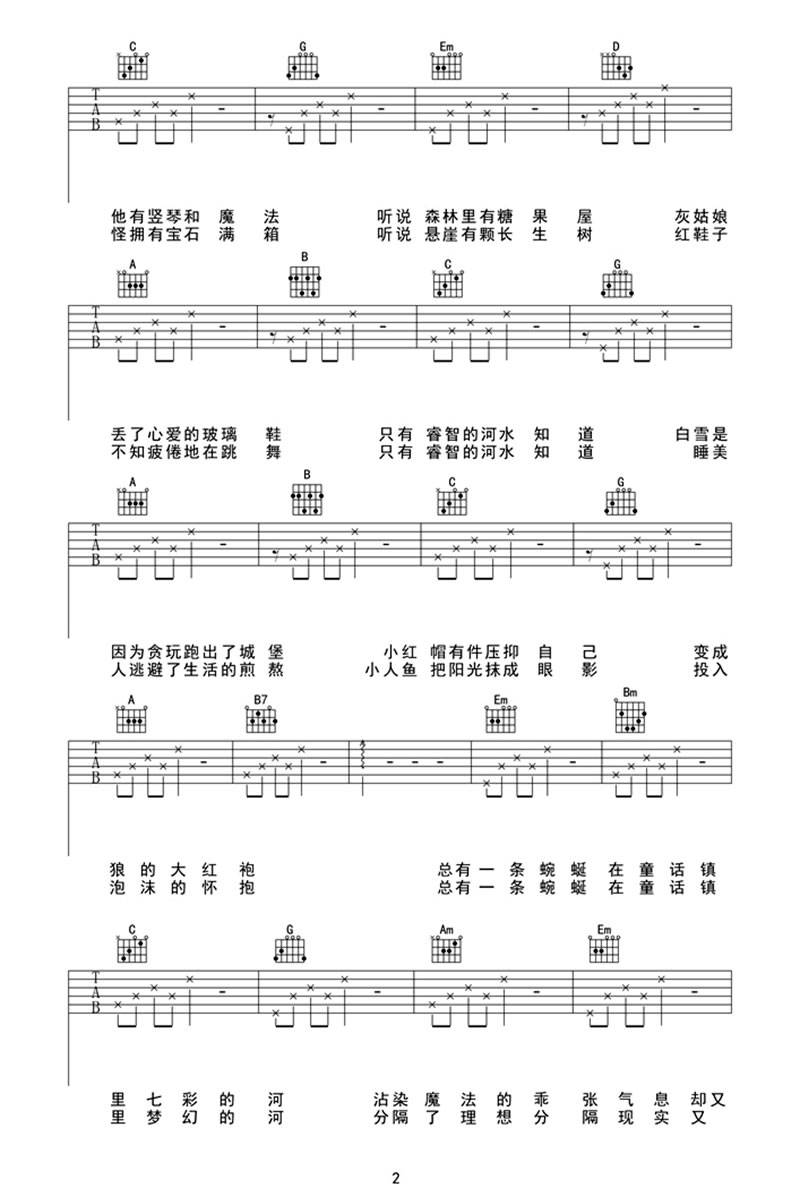 C G Em D
T
A
B
他有竖琴和魔法 听说 森林里有糖果屋 灰姑娘
怪拥有宝石满箱 听说 悬崖有颗长生树 红鞋子
A B C G
T
A
B
丢了心爱的玻璃鞋 只有 睿智的河水知道 白雪是
不知疲倦地在跳舞 只有 睿智的河水知道 睡美
A B C G
T
A
B
因为贪玩跑出了城堡 小红 帽有件压抑自己 变成
人逃避了生活的煎熬 小人鱼 把阳光抹成眼影 投入
A B7 Em Bm
T
A
B
狼的大红袍 总有一条蜿蜒在童话镇
泡沫的怀抱 总有一条蜿蜒在童话镇
C G Am Em
T
A
B
里七彩的河 沾染魔法的乖张气息却又
里梦幻的河 分隔了理想分隔现实又
2